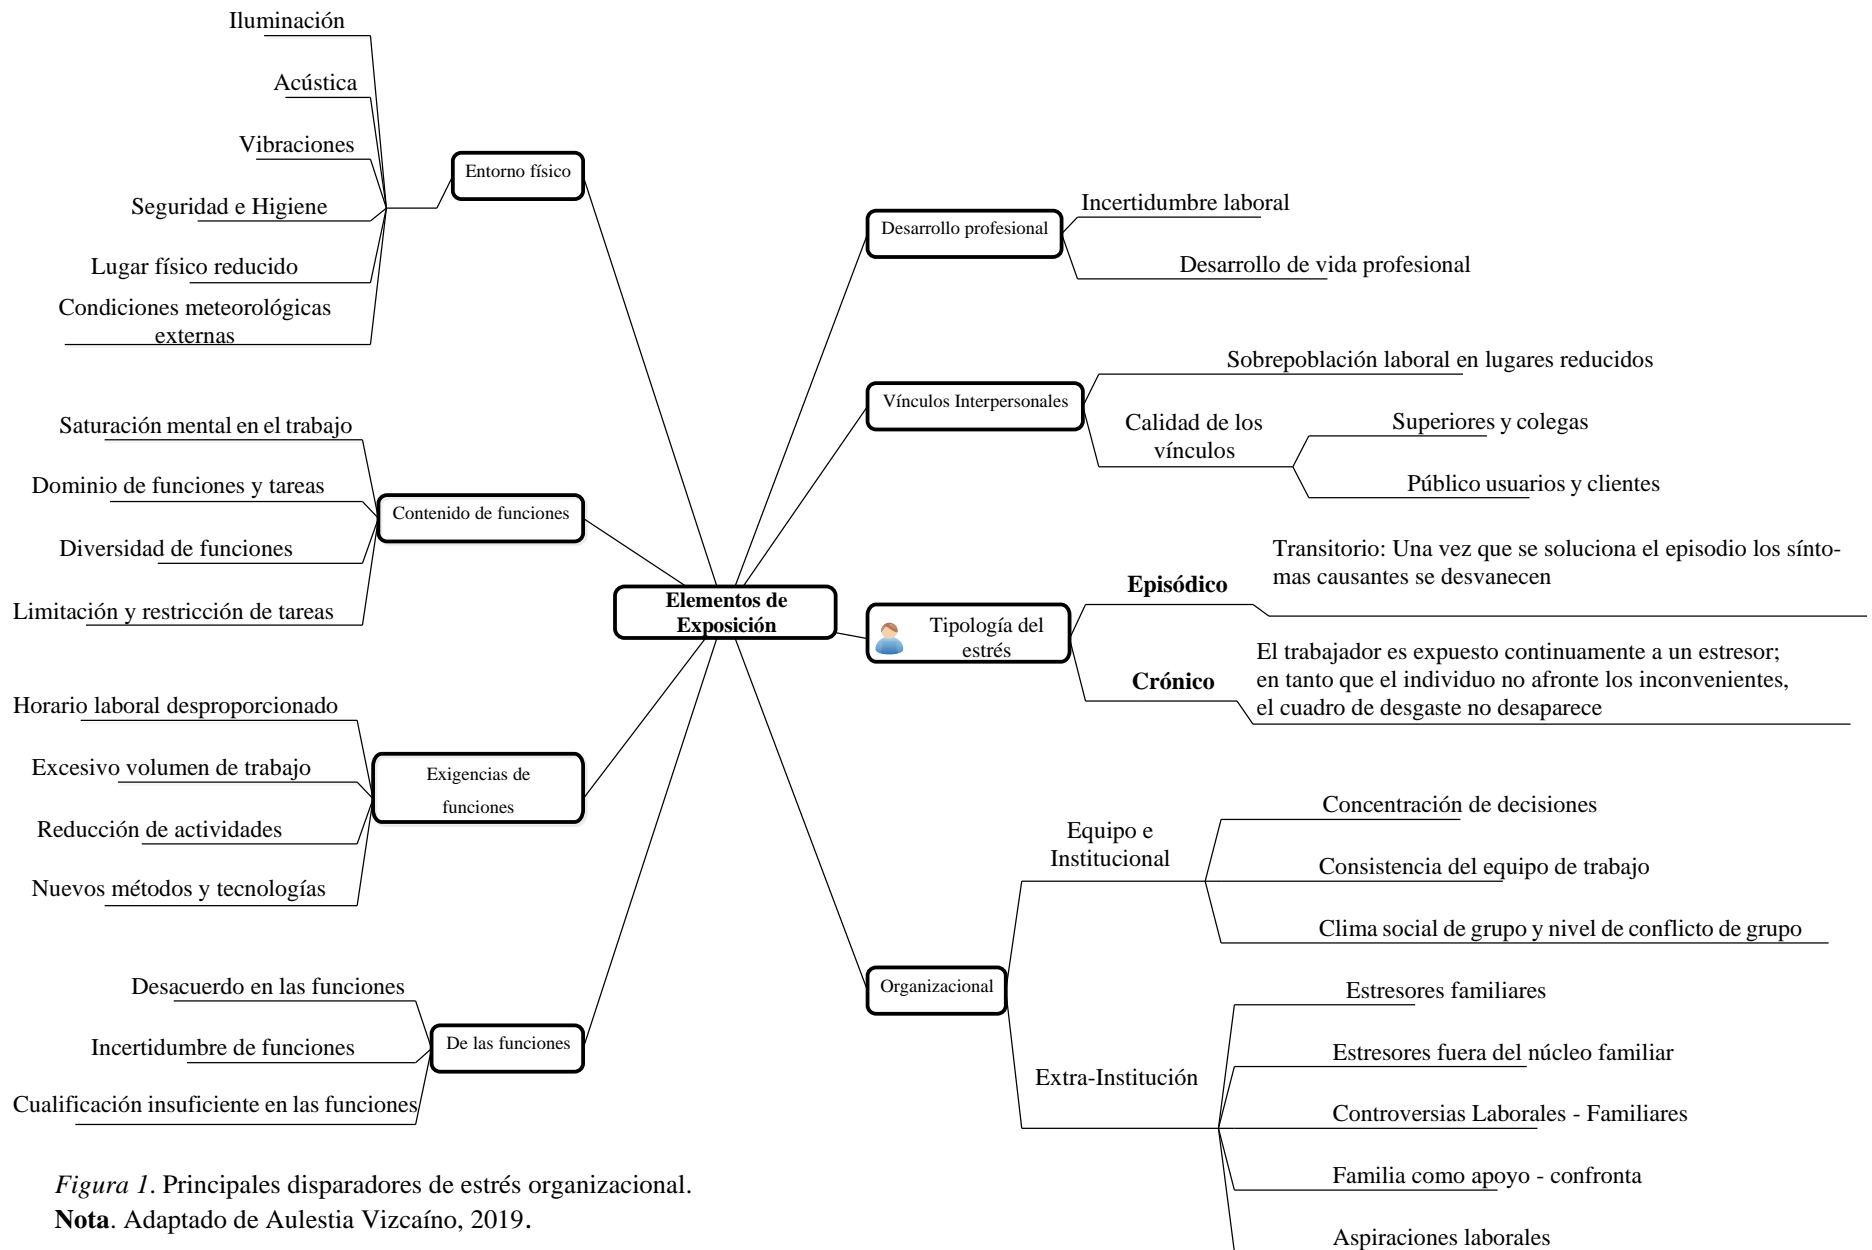 Iluminación
Acústica
Vibraciones
Seguridad e Higiene
Lugar físico reducido
Condiciones meteorológicas
externas
Entorno físico
Saturación mental en el trabajo
Dominio de funciones y tareas
Diversidad de funciones
Limitación y restricción de tareas
Contenido de funciones
Horario laboral desproporcionado
Excesivo volumen de trabajo
Reducción de actividades
Nuevos métodos y tecnologías
Exigencias de
funciones
Desacuerdo en las funciones
Incertidumbre de funciones
Cualificación insuficiente en las funciones
De las funciones
Elementos de
Exposición
Desarrollo profesional
Incertidumbre laboral
Desarrollo de vida profesional
Vínculos Interpersonales
Sobrepoblación laboral en lugares reducidos
Calidad de los
vínculos
Superiores y colegas
Público usuarios y clientes
Tipología del
estrés
Episódico
Transitorio: Una vez que se soluciona el episodio los sínto-
mas causantes se desvanecen
Crónico
El trabajador es expuesto continuamente a un estresor;
en tanto que el individuo no afronte los inconvenientes,
el cuadro de desgaste no desaparece
Organizacional
Equipo e
Institucional
Concentración de decisiones
Consistencia del equipo de trabajo
Clima social de grupo y nivel de conflicto de grupo
Extra-Institución
Estresores familiares
Estresores fuera del núcleo familiar
Controversias Laborales - Familiares
Familia como apoyo - confronta
Aspiraciones laborales
Figura 1. Principales disparadores de estrés organizacional.
Nota. Adaptado de Aulestia Vizcaíno, 2019.